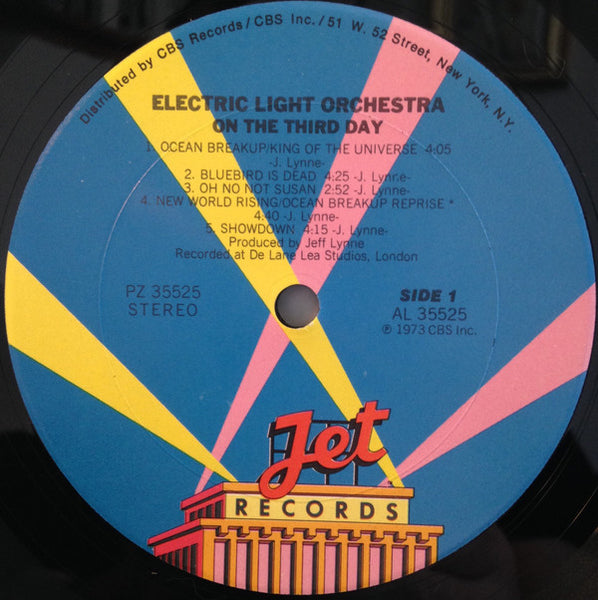 Distributed by CBS Records/CBS Inc./51 W. 52 Street, New York, N.Y.
ELECTRIC LIGHT ORCHESTRA
ON THE THIRD DAY
1. OCEAN BREAKUP/KING OF THE UNIVERSE 4:05
-J. Lynne-
2. BLUEBIRD IS DEAD 4:25 -J. Lynne-
3. OH NO NOT SUSAN 2:52 -J. Lynne-
4. NEW WORLD RISING/OCEAN BREAKUP REPRISE *
4:40 -J. Lynne-
5. SHOWDOWN 4:15 -J. Lynne-
Produced by Jeff Lynne
Recorded at De Lane Lea Studios, London
PZ 35525
STEREO
SIDE 1
AL 35525
℗ 1973 CBS Inc.
Jet
RECORDS